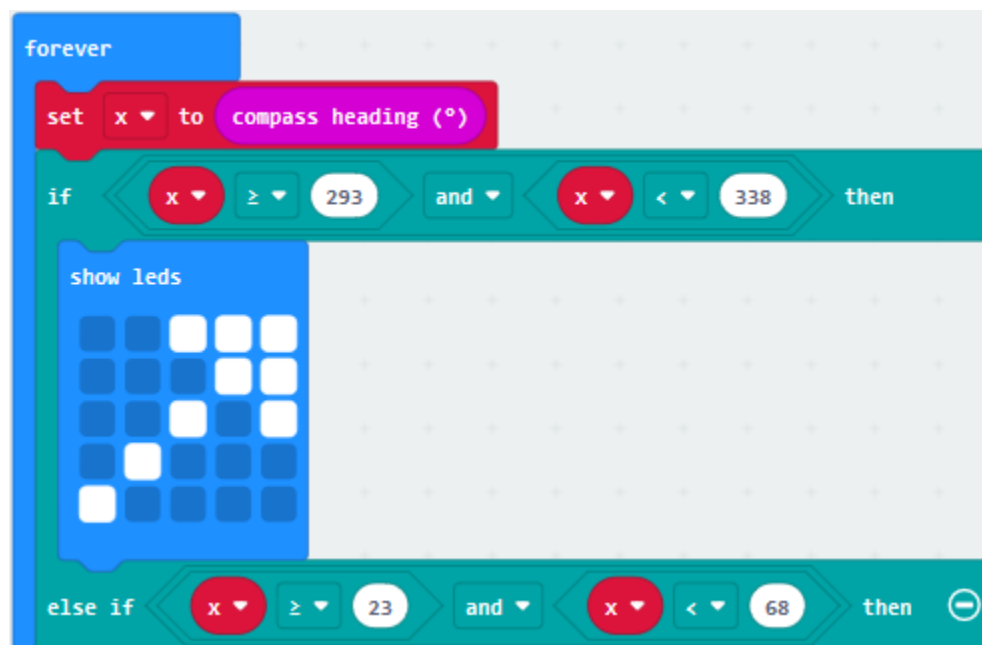 forever
set x to compass heading (°)
if x ≥ 293 and x < 338 then
show leds
else if x ≥ 23 and x < 68 then